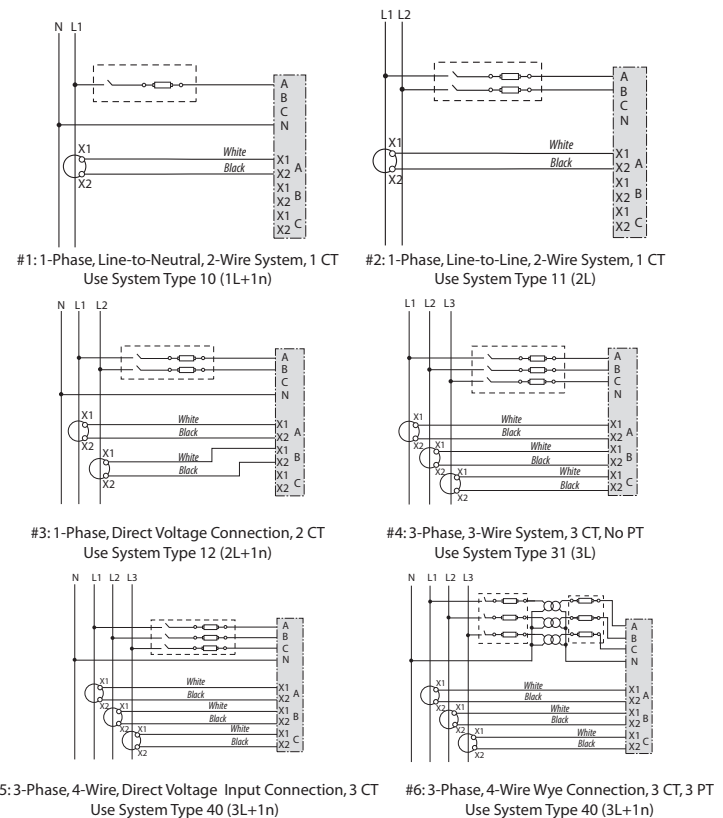 N L1
A
B
C
N
X1
White
Black
X2
X1
X2 A
X1
X2 B
X1
X2 C
#1: 1-Phase, Line-to-Neutral, 2-Wire System, 1 CT
Use System Type 10 (1L+1n)
L1 L2
A
B
C
N
X1
White
Black
X2
X1
X2 A
X1
X2 B
X1
X2 C
#2: 1-Phase, Line-to-Line, 2-Wire System, 1 CT
Use System Type 11 (2L)
N L1 L2
A
B
C
N
X1
White
Black
X2
X1
White
Black
X2
X1
X2 A
X1
X2 B
X1
X2 C
#3: 1-Phase, Direct Voltage Connection, 2 CT
Use System Type 12 (2L+1n)
L1 L2 L3
A
B
C
N
X1
White
Black
X2
X1
White
Black
X2
X1
White
Black
X2
X1
X2 A
X1
X2 B
X1
X2 C
#4: 3-Phase, 3-Wire System, 3 CT, No PT
Use System Type 31 (3L)
N L1 L2 L3
A
B
C
N
X1
White
Black
X2
X1
White
Black
X2
X1
White
Black
X2
X1
X2 A
X1
X2 B
X1
X2 C
5: 3-Phase, 4-Wire, Direct Voltage Input Connection, 3 CT
Use System Type 40 (3L+1n)
N L1 L2 L3
A
B
C
N
X1
White
Black
X2
X1
White
Black
X2
X1
White
Black
X2
X1
X2 A
X1
X2 B
X1
X2 C
#6: 3-Phase, 4-Wire Wye Connection, 3 CT, 3 PT
Use System Type 40 (3L+1n)